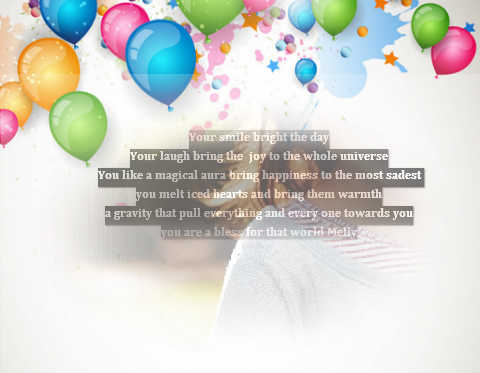 Your smile bright the day
Your laugh bring the joy to the whole universe
You like a magical aura bring happiness to the most sadest
you melt iced hearts and bring them warmth
a gravity that pull everything and every one towards you
you are a bless for that world Melly